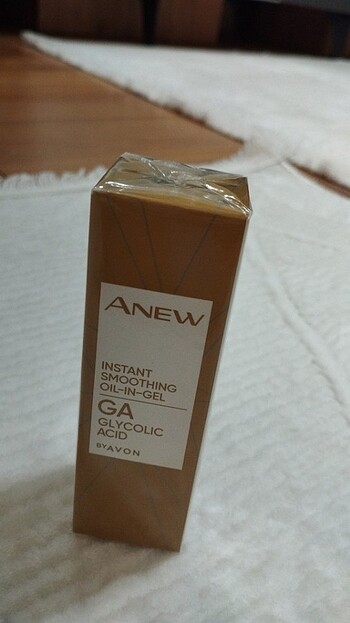 ANEW
INSTANT
SMOOTHING
OIL-IN-GEL
GA
GLYCOLIC
ACID
BY AVON